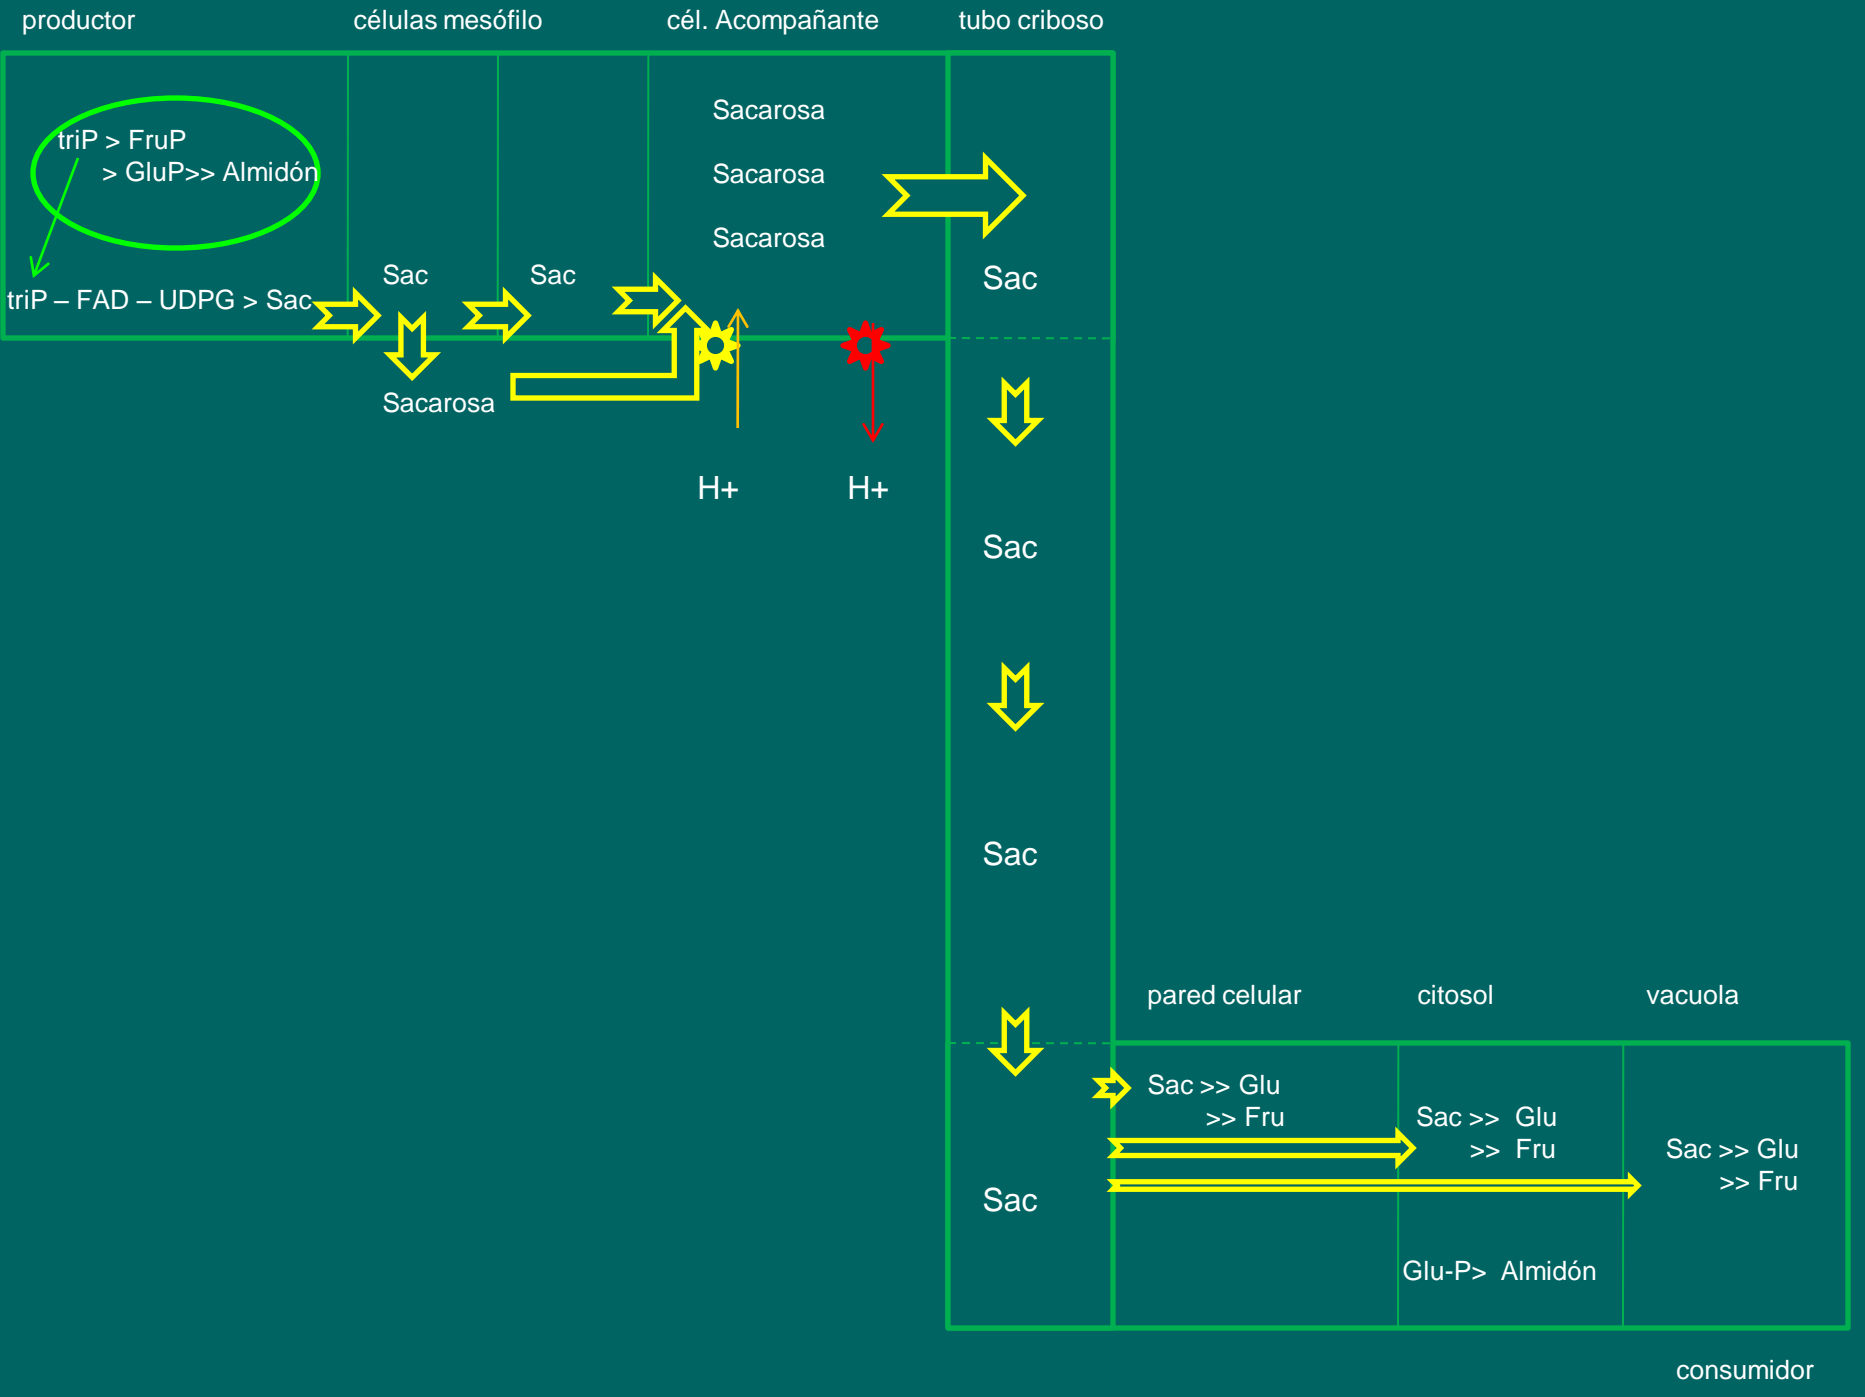 productor
células mesófilo
cél. Acompañante
tubo criboso
triP > FruP
> GluP>> Almidón
triP – FAD – UDPG > Sac
Sac
Sac
Sacarosa
Sacarosa
Sacarosa
Sacarosa
H+
H+
Sac
Sac
Sac
Sac
pared celular
citosol
vacuola
Sac >> Glu
>> Fru
Sac >> Glu
>> Fru
Sac >> Glu
>> Fru
Glu-P> Almidón
consumidor